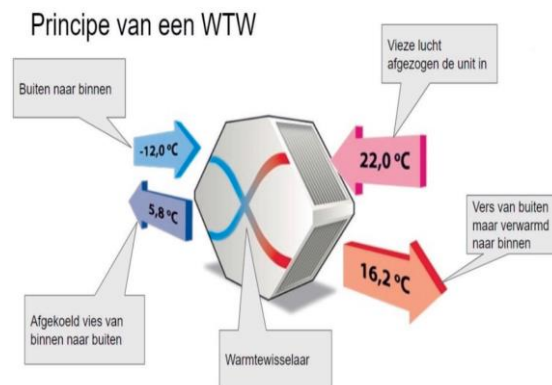 Principe van een WTW
Vieze lucht
afgezogen de unit in
Buiten naar binnen
-12,0 ºC
22,0 ºC
5,8 ºC
16,2 ºC
Vers van buiten
maar verwarmd
naar binnen
Afgekoeld vies van
binnen naar buiten
Warmtewisselaar